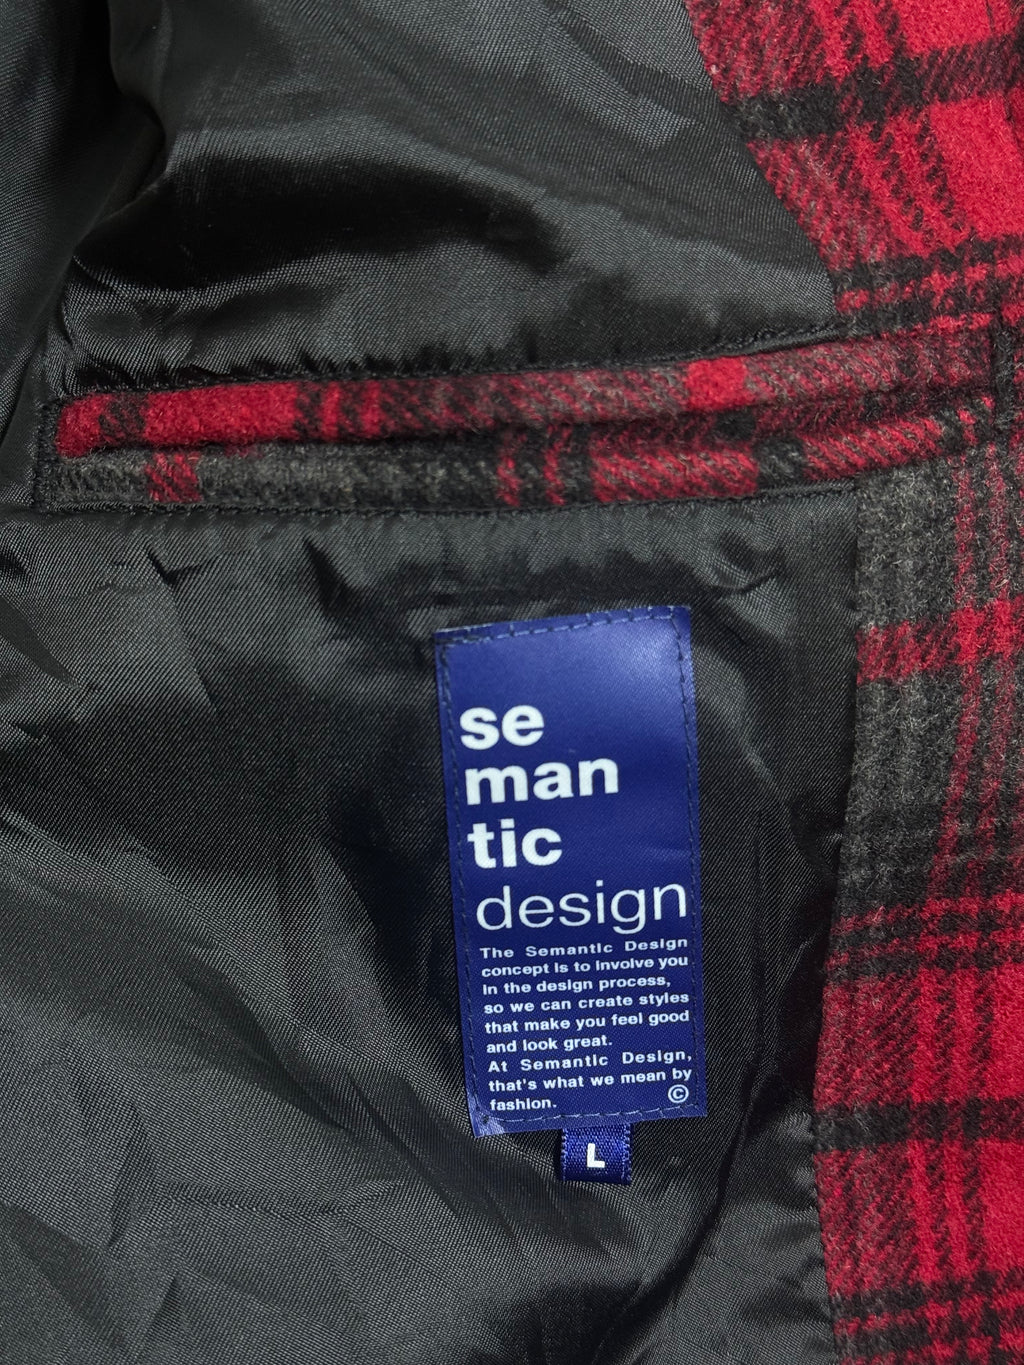 se
man
tic
design
The Semantic Design
concept is to involve you
in the design process,
so we can create styles
that make you feel good
and look great.
At Semantic Design,
that's what we mean by
fashion. ©
L